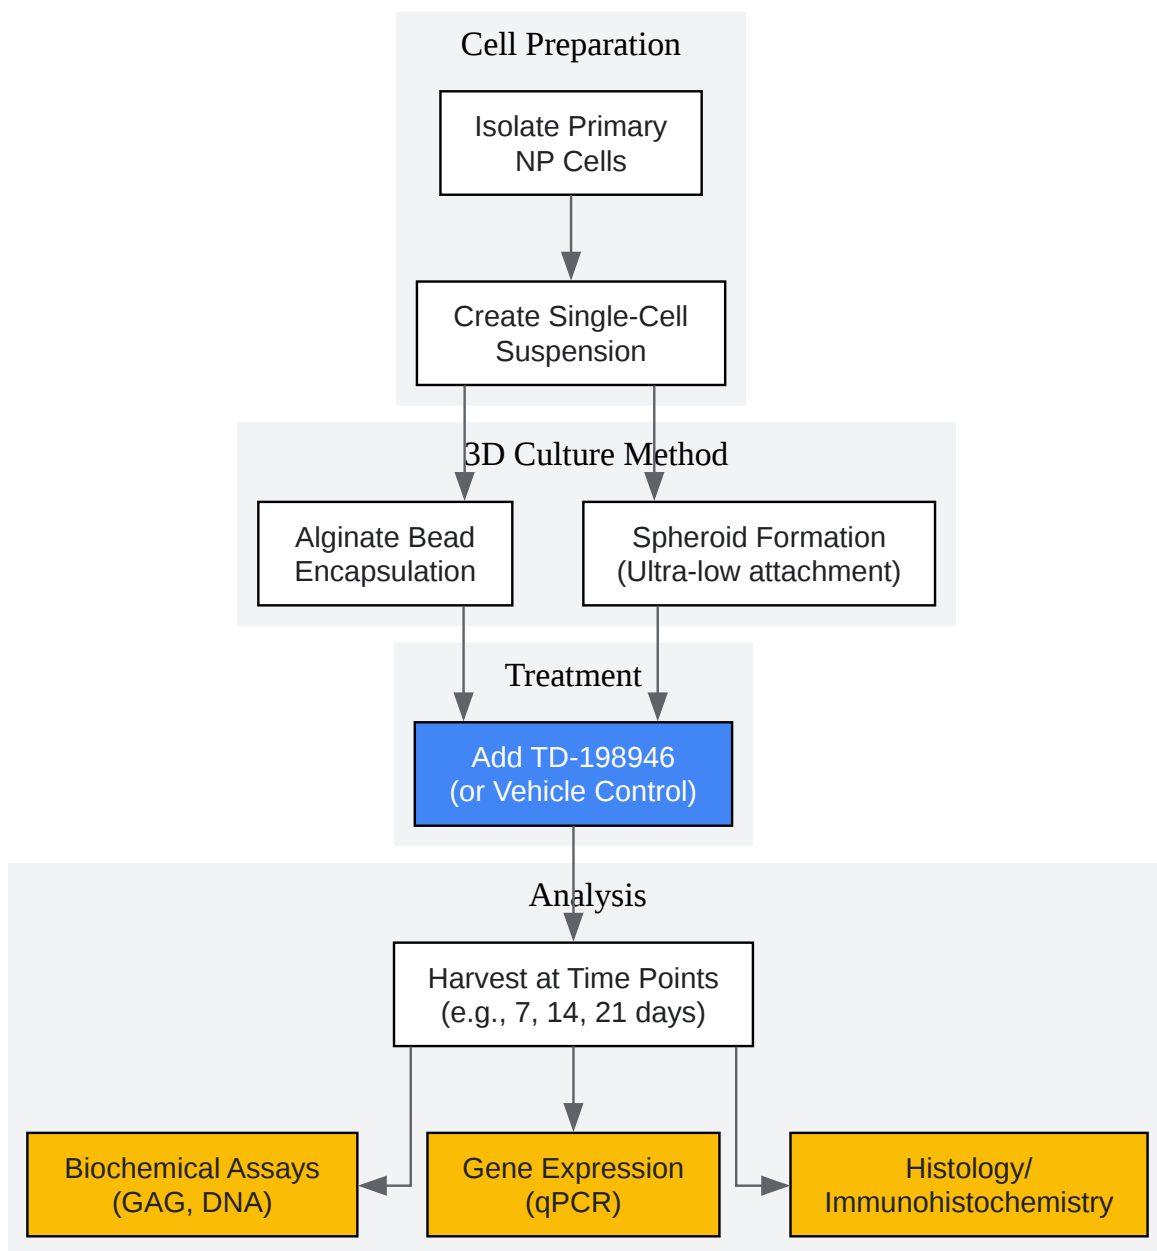 Cell Preparation
Isolate Primary
NP Cells
Create Single-Cell
Suspension
3D Culture Method
Alginate Bead
Encapsulation
Spheroid Formation
(Ultra-low attachment)
Treatment
Add TD-198946
(or Vehicle Control)
Analysis
Harvest at Time Points
(e.g., 7, 14, 21 days)
Biochemical Assays
(GAG, DNA)
Gene Expression
(qPCR)
Histology/
Immunohistochemistry